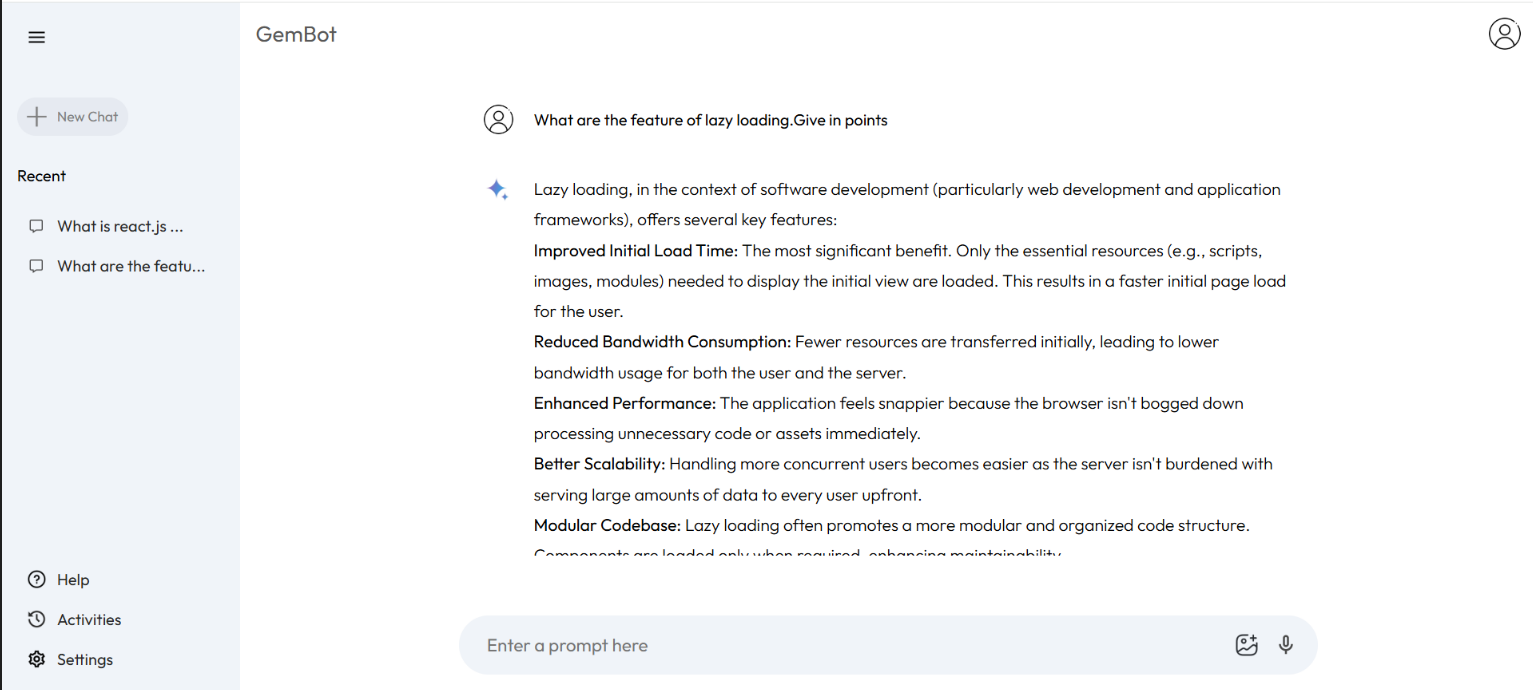 GemBot
New Chat
Recent
What is react.js ...
What are the featu...
Help
Activities
Settings
What are the feature of lazy loading.Give in points
Lazy loading, in the context of software development (particularly web development and application
frameworks), offers several key features:
Improved Initial Load Time: The most significant benefit. Only the essential resources (e.g., scripts,
images, modules) needed to display the initial view are loaded. This results in a faster initial page load
for the user.
Reduced Bandwidth Consumption: Fewer resources are transferred initially, leading to lower
bandwidth usage for both the user and the server.
Enhanced Performance: The application feels snappier because the browser isn't bogged down
processing unnecessary code or assets immediately.
Better Scalability: Handling more concurrent users becomes easier as the server isn't burdened with
serving large amounts of data to every user upfront.
Modular Codebase: Lazy loading often promotes a more modular and organized code structure.
Components are loaded only when required, enhancing maintainability.
Enter a prompt here